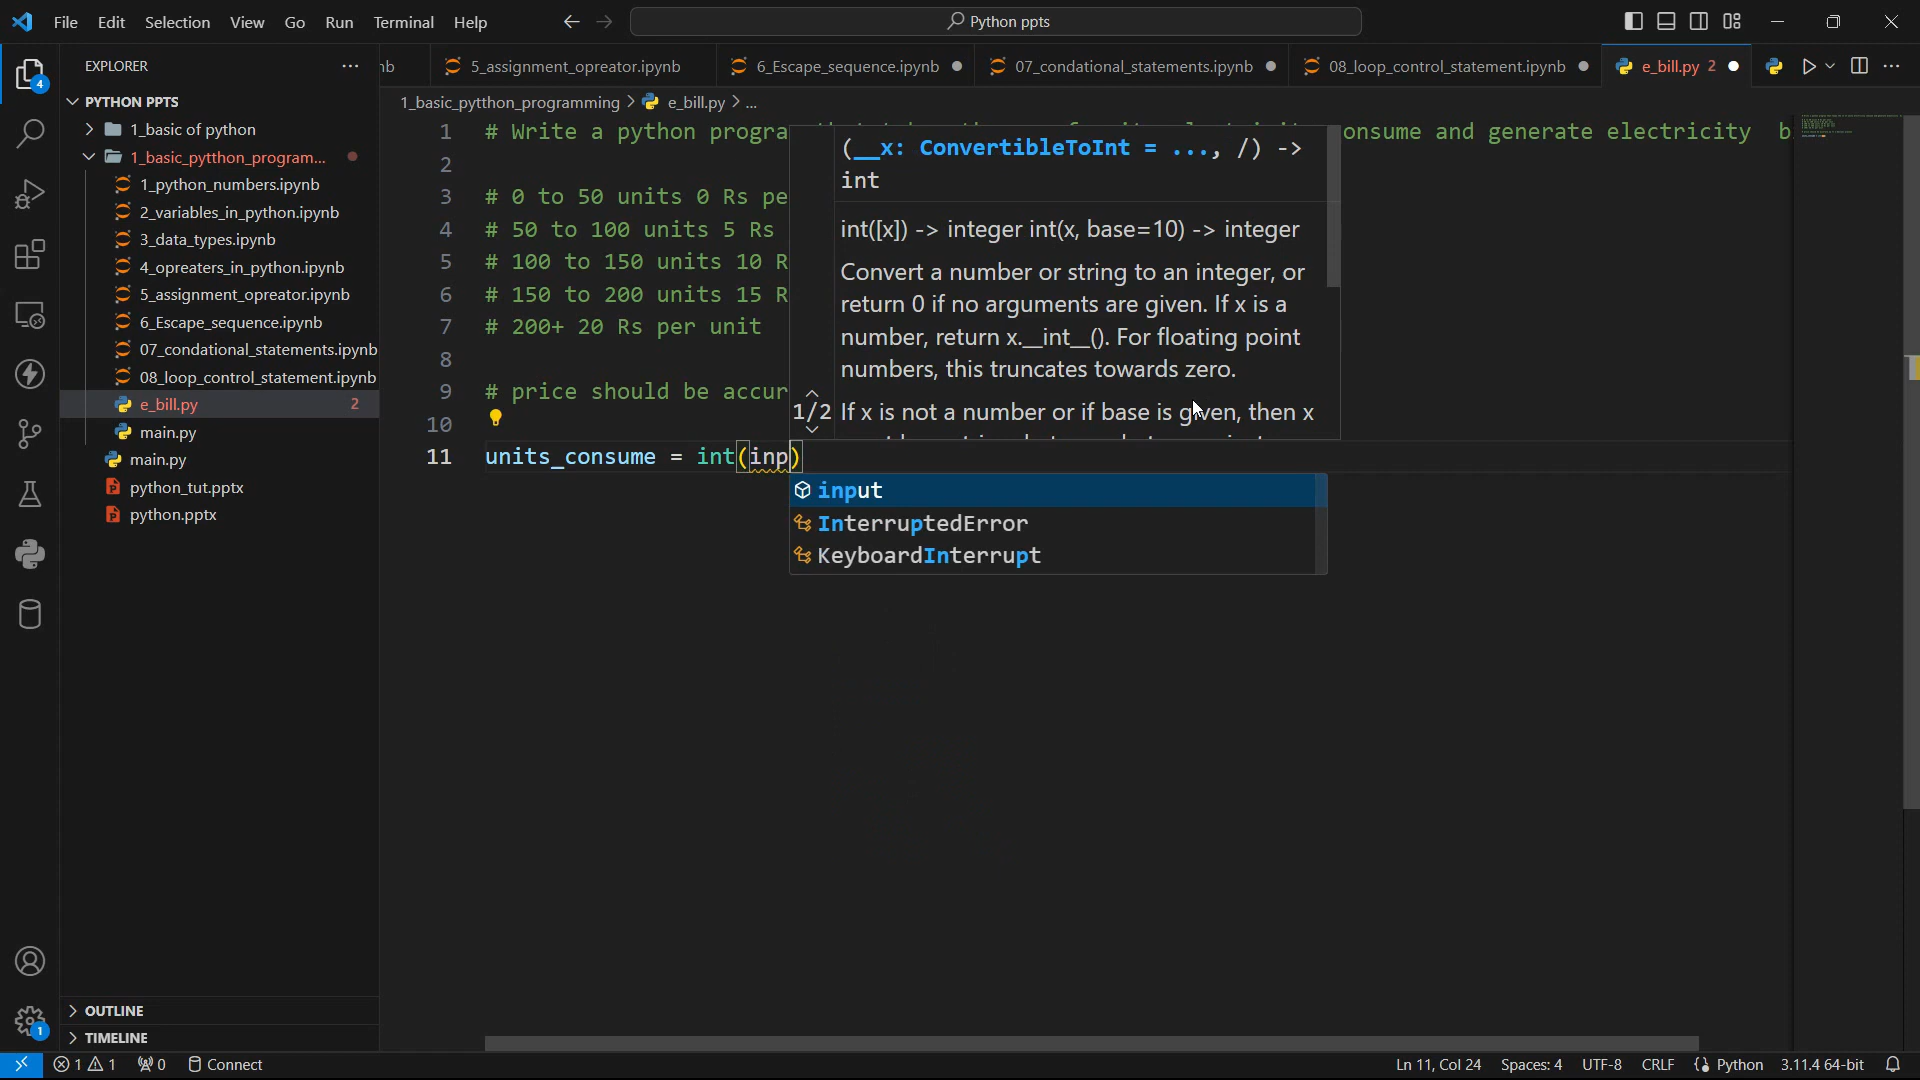 File Edit Selection View Go Run Terminal Help
Python ppts
EXPLORER
PYTHON PPTS
1_basic of python
1_basic_pytthon_program...
1_python_numbers.ipynb
2_variables_in_python.ipynb
3_data_types.ipynb
4_opreaters_in_python.ipynb
5_assignment_opreator.ipynb
6_Escape_sequence.ipynb
07_condational_statements.ipynb
08_loop_control_statement.ipynb
e_bill.py 2
main.py
main.py
python_tut.pptx
python.pptx
OUTLINE
TIMELINE
4
1
nb 5_assignment_opreator.ipynb 6_Escape_sequence.ipynb 07_condational_statements.ipynb 08_loop_control_statement.ipynb e_bill.py 2
1_basic_pytthon_programming > e_bill.py > ...
1 # Write a python progra onsume and generate electricity b
2
3 # 0 to 50 units 0 Rs pe
4 # 50 to 100 units 5 Rs
5 # 100 to 150 units 10 R
6 # 150 to 200 units 15 R
7 # 200+ 20 Rs per unit
8
9 # price should be accur
10
11 units_consume = int(inp)
(__x: ConvertibleToInt = ..., /) ->
int
int([x]) -> integer int(x, base=10) -> integer
Convert a number or string to an integer, or
return 0 if no arguments are given. If x is a
number, return x.__int__(). For floating point
numbers, this truncates towards zero.
1/2 If x is not a number or if base is given, then x
input
InterruptedError
KeyboardInterrupt
1 1 0 Connect
Ln 11, Col 24 Spaces: 4 UTF-8 CRLF Python 3.11.4 64-bit